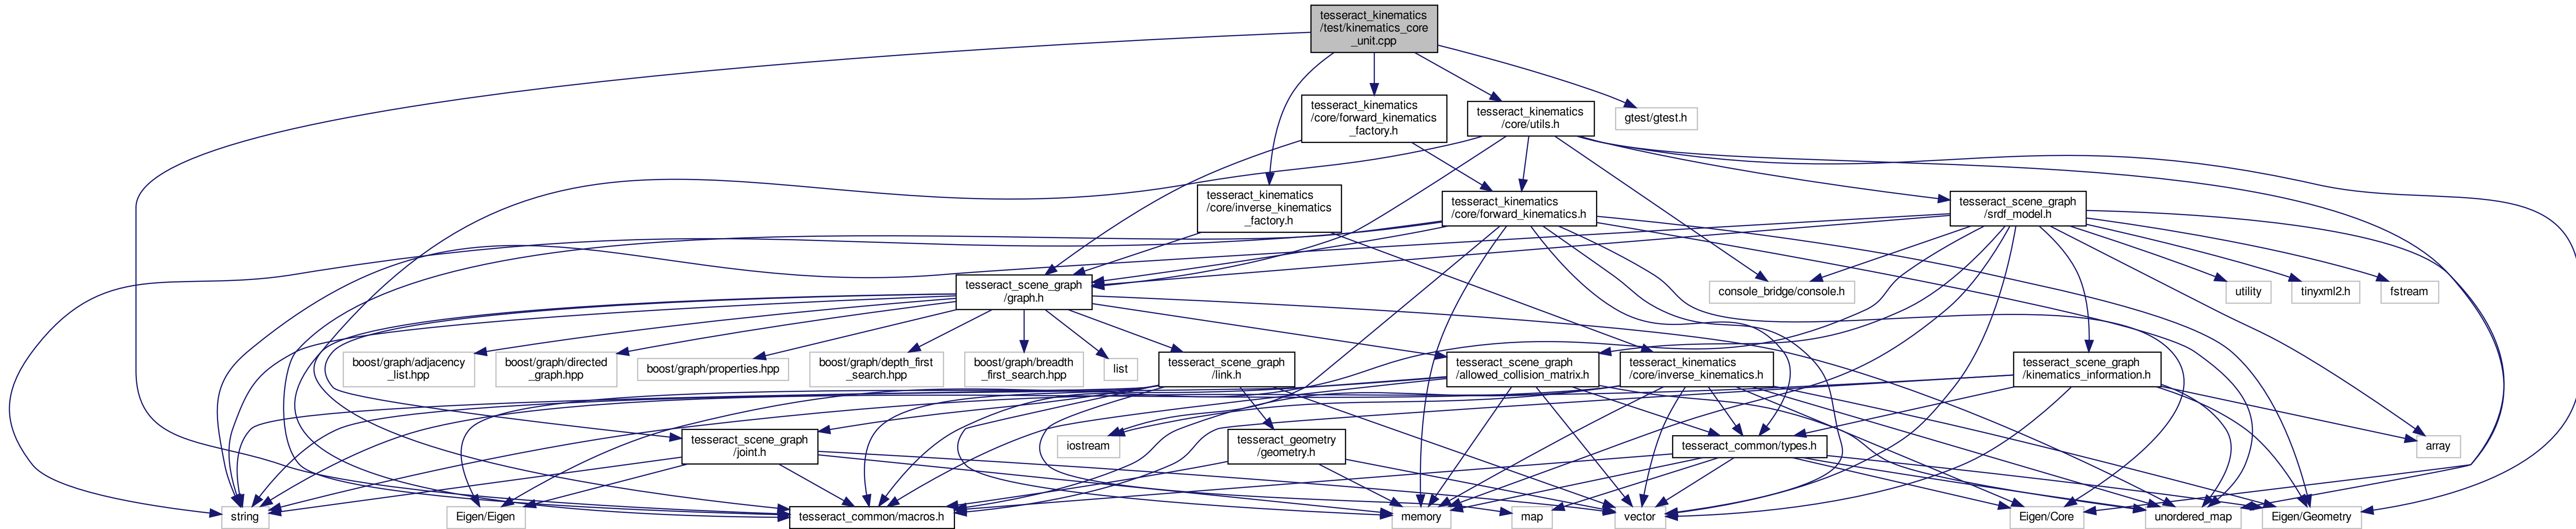 tesseract_kinematics
/test/kinematics_core
_unit.cpp
tesseract_kinematics
/core/forward_kinematics
_factory.h
tesseract_kinematics
/core/utils.h
gtest/gtest.h
tesseract_kinematics
/core/inverse_kinematics
_factory.h
tesseract_kinematics
/core/forward_kinematics.h
tesseract_scene_graph
/srdf_model.h
tesseract_scene_graph
/graph.h
console_bridge/console.h
utility
tinyxml2.h
fstream
boost/graph/adjacency
_list.hpp
boost/graph/directed
_graph.hpp
boost/graph/properties.hpp
boost/graph/depth_first
_search.hpp
boost/graph/breadth
_first_search.hpp
list
tesseract_scene_graph
/link.h
tesseract_scene_graph
/allowed_collision_matrix.h
tesseract_kinematics
/core/inverse_kinematics.h
tesseract_scene_graph
/kinematics_information.h
tesseract_scene_graph
/joint.h
iostream
tesseract_geometry
/geometry.h
tesseract_common/types.h
array
string
Eigen/Eigen
tesseract_common/macros.h
memory
map
vector
Eigen/Core
unordered_map
Eigen/Geometry